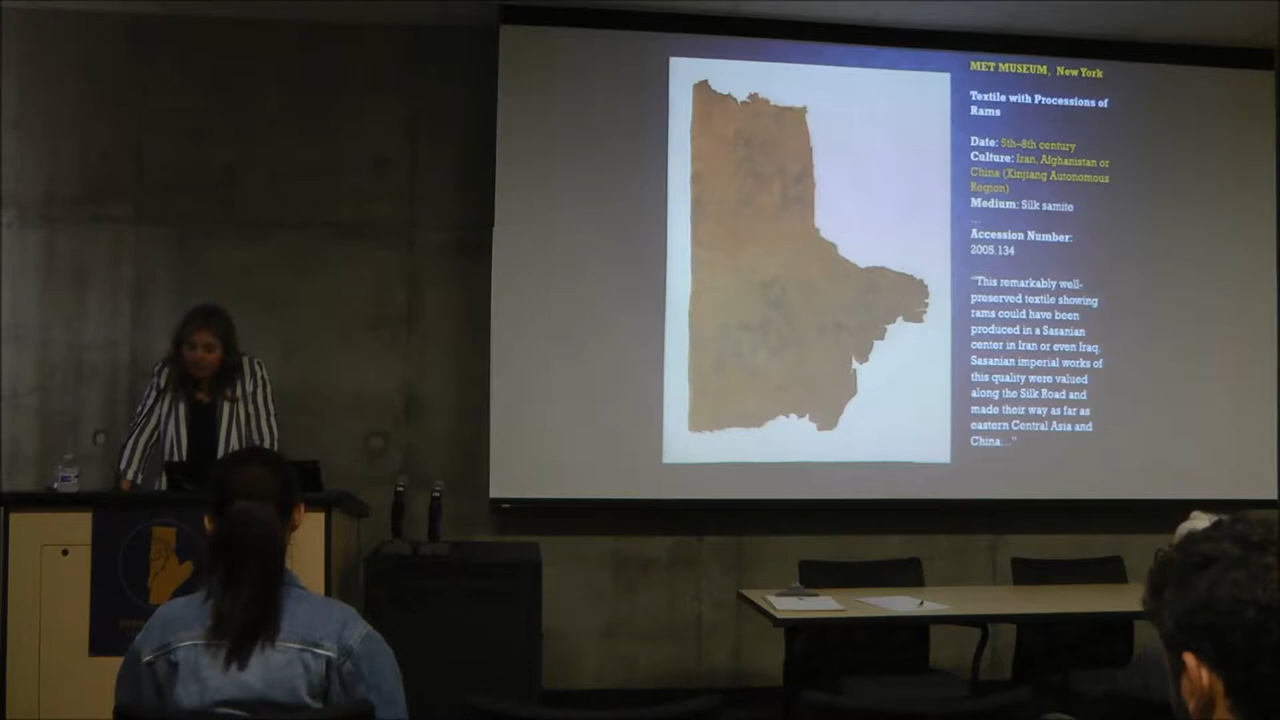 MET MUSEUM, New York
Textile with Processions of
Rams
Date: 5th–8th century
Culture: Iran, Afghanistan or
China (Xinjiang Autonomous
Region)
Medium: Silk samite
...
Accession Number:
2005.134
"This remarkably well-
preserved textile showing
rams could have been
produced in a Sasanian
center in Iran or even Iraq.
Sasanian imperial works of
this quality were valued
along the Silk Road and
made their way as far as
eastern Central Asia and
China..."